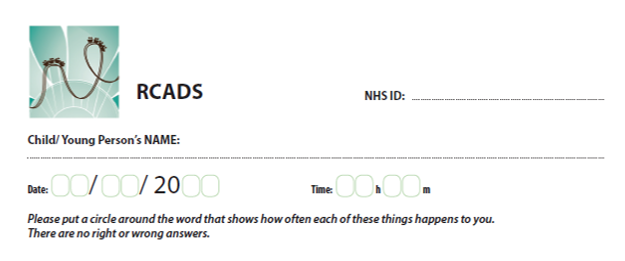 RCADS
NHS ID:
Child/ Young Person's NAME:
Date: / / 20
Time: h m
Please put a circle around the word that shows how often each of these things happens to you.
There are no right or wrong answers.